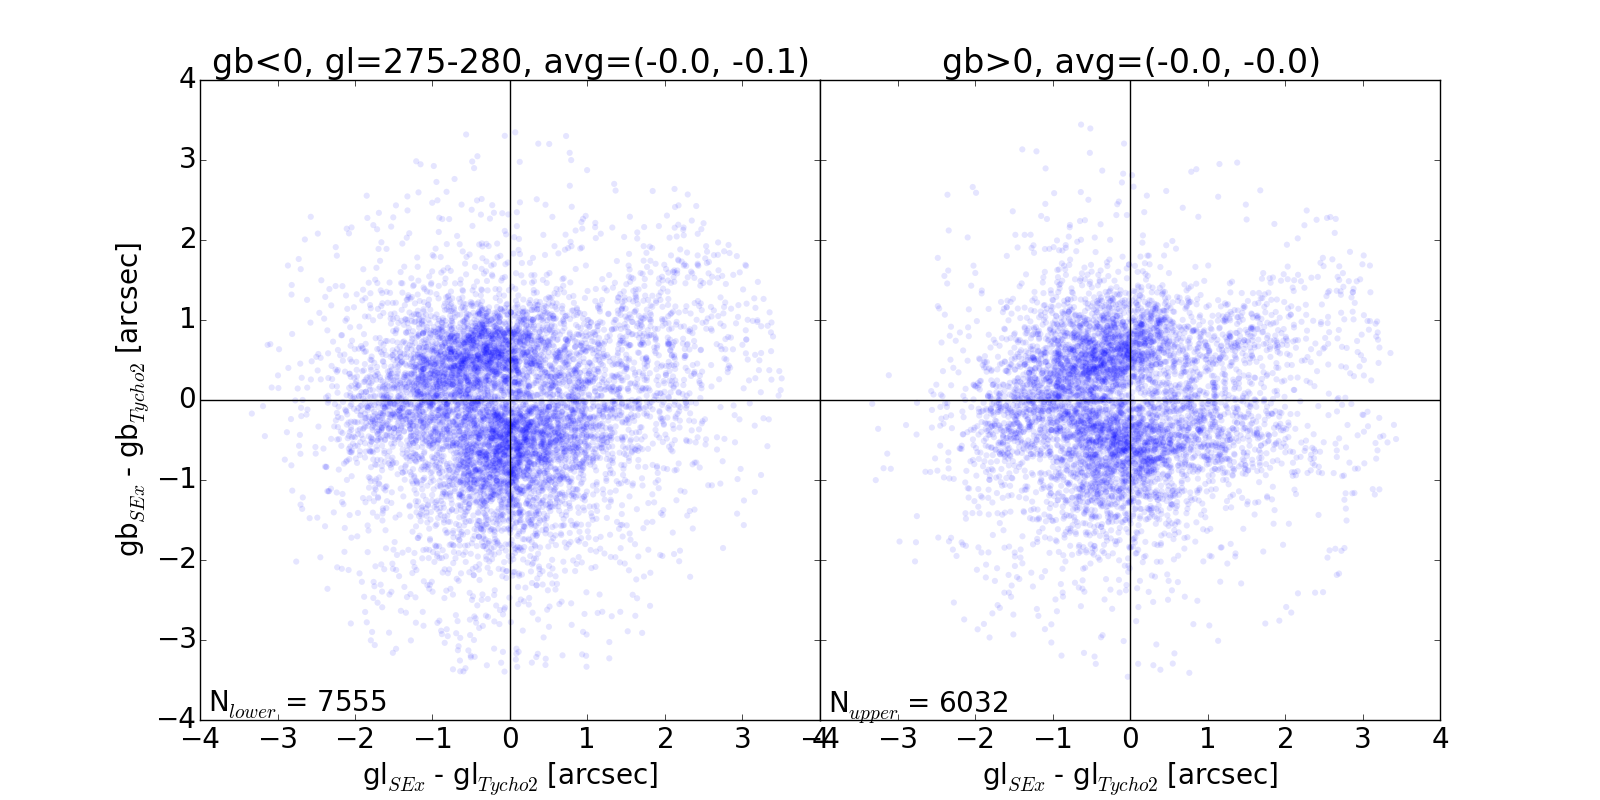 gb<0, gl=275-280, avg=(-0.0, -0.1)
gb>0, avg=(-0.0, -0.0)
4
3
2
1
0
−1
−2
−3
−4
gb_SEx - gb_Tycho2 [arcsec]
N_lower = 7555
N_upper = 6032
−4 −3 −2 −1 0 1 2 3 4
−4 −3 −2 −1 0 1 2 3 4
gl_SEx - gl_Tycho2 [arcsec]
gl_SEx - gl_Tycho2 [arcsec]